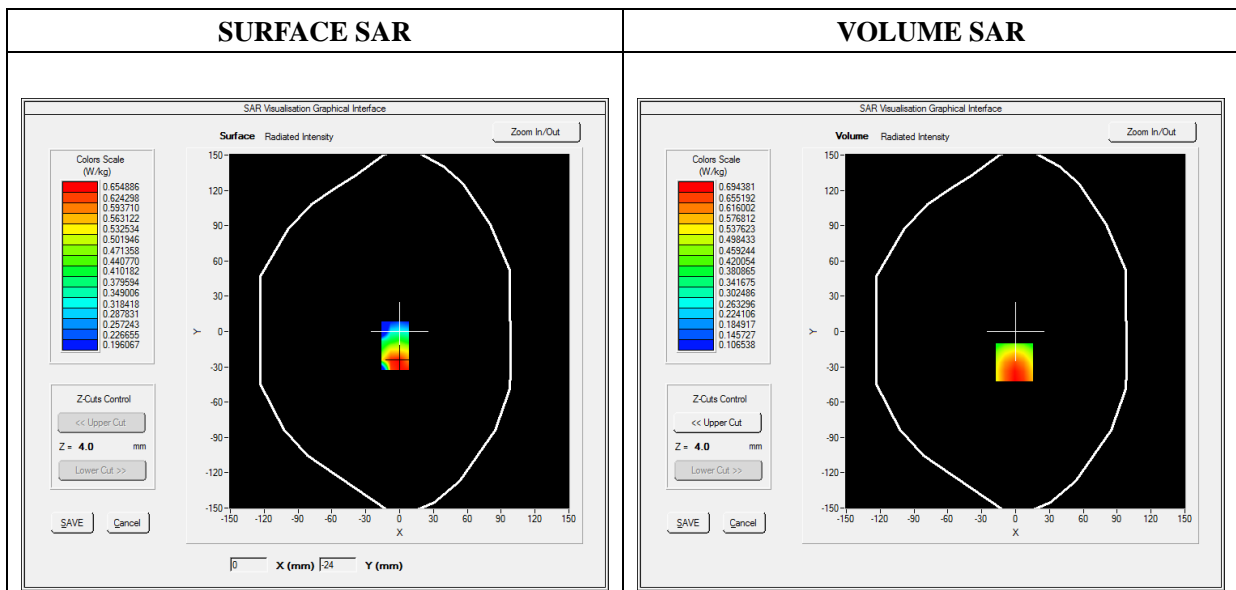 SURFACE SAR
VOLUME SAR
SAR Visualisation Graphical Interface
Surface Radiated Intensity
Zoom In/Out
Colors Scale
(W/kg)
0.654886
0.624298
0.593710
0.563122
0.532534
0.501946
0.471358
0.440770
0.410182
0.379594
0.349006
0.318418
0.287831
0.257243
0.226655
0.196067
Z-Cuts Control
<< Upper Cut
Z = 4.0 mm
Lower Cut >>
SAVE Cancel
150
120
90
60
30
0
-30
-60
-90
-120
-150
Y
-150 -120 -90 -60 -30 0 30 60 90 120 150
X
0 X (mm) -24 Y (mm)
SAR Visualisation Graphical Interface
Volume Radiated Intensity
Zoom In/Out
Colors Scale
(W/kg)
0.694381
0.655192
0.616002
0.576812
0.537623
0.498433
0.459244
0.420054
0.380865
0.341675
0.302486
0.263296
0.224106
0.184917
0.145727
0.106538
Z-Cuts Control
<< Upper Cut
Z = 4.0 mm
Lower Cut >>
SAVE Cancel
150
120
90
60
30
0
-30
-60
-90
-120
-150
Y
-150 -120 -90 -60 -30 0 30 60 90 120 150
X